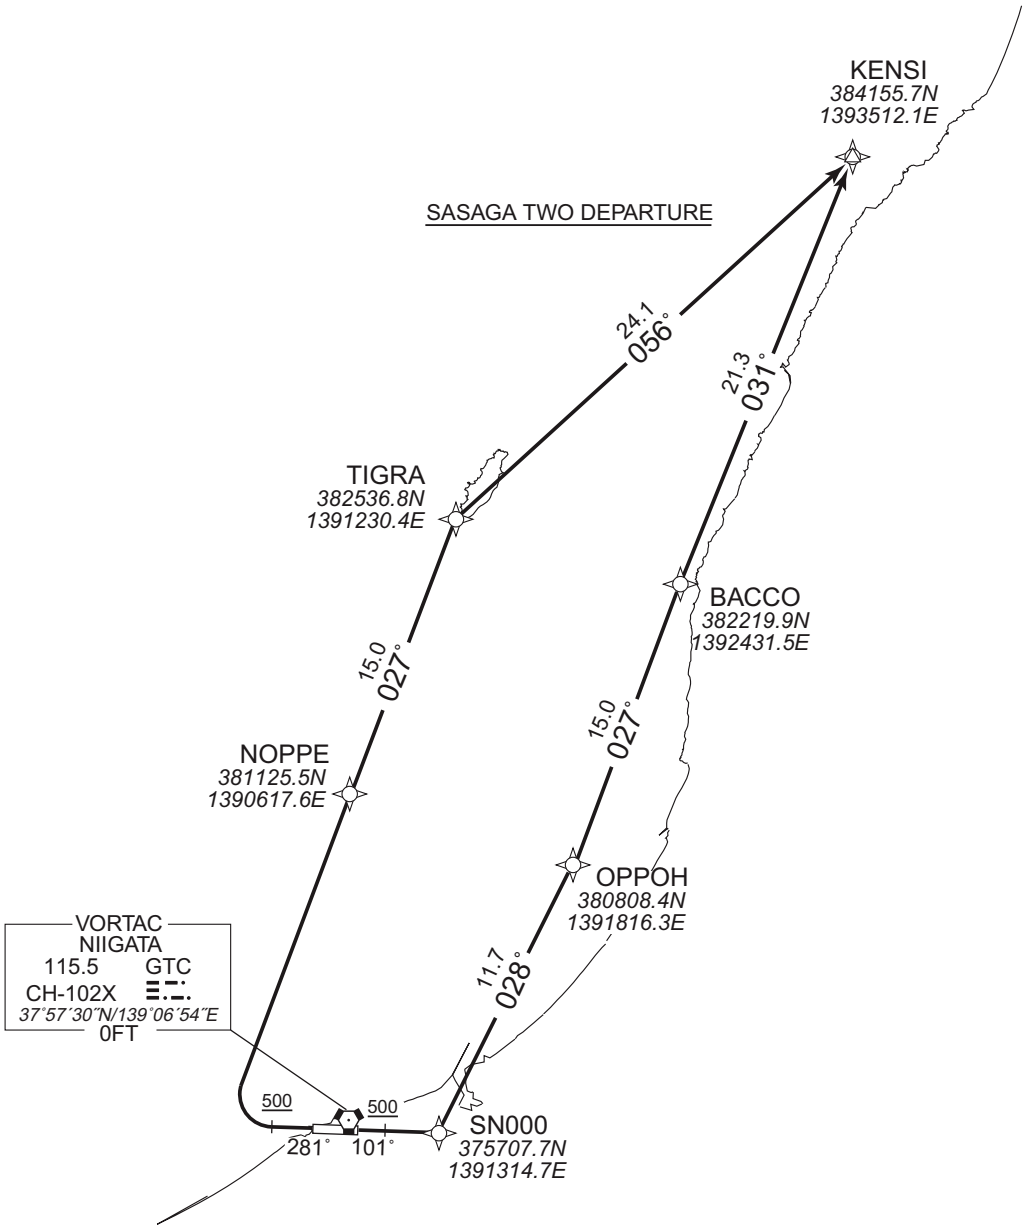 KENSI
384155.7N
1393512.1E
SASAGA TWO DEPARTURE
24.1
056°
21.3
031°
TIGRA
382536.8N
1391230.4E
BACCO
382219.9N
1392431.5E
15.0
027°
15.0
027°
NOPPE
381125.5N
1390617.6E
OPPOH
380808.4N
1391816.3E
VORTAC
NIIGATA
115.5 GTC
CH-102X
37°57´30˝N/139°06´54˝E
0FT
11.7
028°
500
500
281° 101°
SN000
375707.7N
1391314.7E